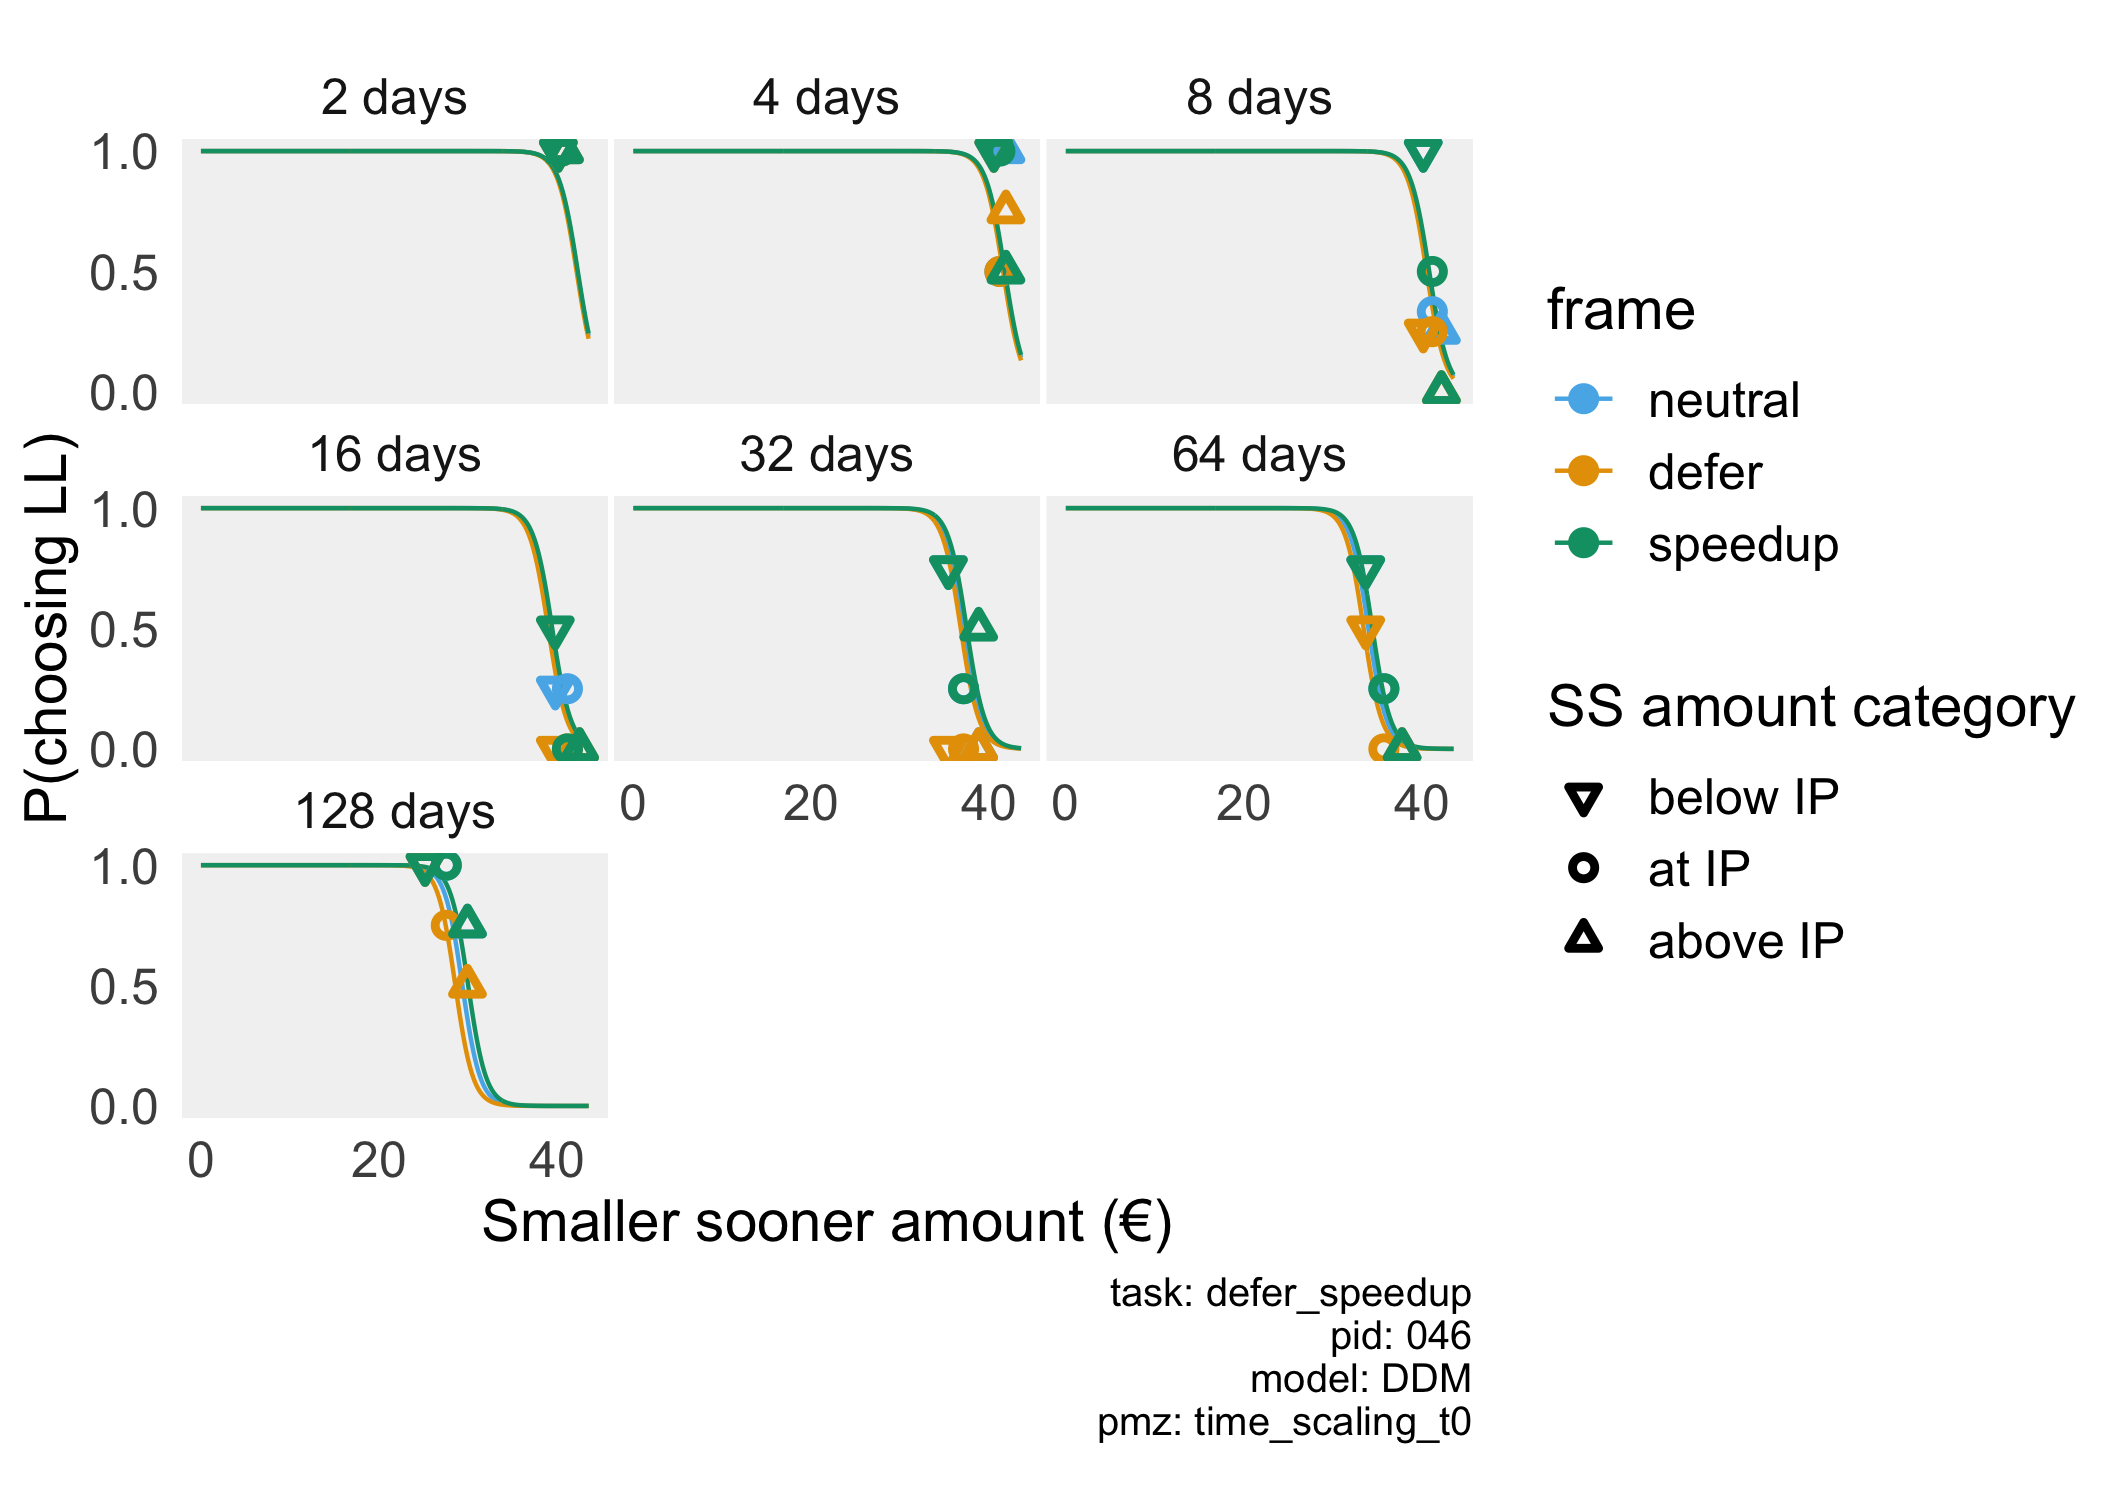 2 days
4 days
8 days
1.0
0.5
0.0
16 days
32 days
64 days
1.0
0.5
0.0
0
20
40
0
20
40
128 days
1.0
0.5
0.0
0
20
40
P(choosing LL)
Smaller sooner amount (€)
frame
neutral
defer
speedup
SS amount category
below IP
at IP
above IP
task: defer_speedup
pid: 046
model: DDM
pmz: time_scaling_t0